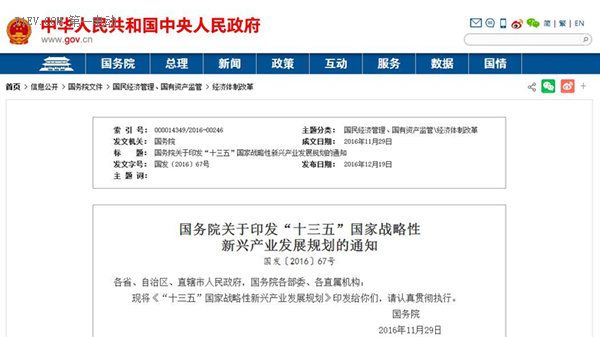 中华人民共和国中央人民政府
www.gov.cn
简 | 繁 | EN
国务院 总理 新闻 政策 互动 服务 数据 国情
首页 > 信息公开 > 国务院文件 > 国民经济管理、国有资产监管 > 经济体制改革
索 引 号: 000014349/2016-00246 主题分类: 国民经济管理、国有资产监管\经济体制改革
发文机关: 国务院 成文日期: 2016年11月29日
标 题: 国务院关于印发“十三五”国家战略性新兴产业发展规划的通知
发文字号: 国发〔2016〕67号 发布日期: 2016年12月19日
主 题 词:
国务院关于印发“十三五”国家战略性
新兴产业发展规划的通知
国发〔2016〕67号
各省、自治区、直辖市人民政府,国务院各部委、各直属机构:
现将《“十三五”国家战略性新兴产业发展规划》印发给你们,请认真贯彻执行。
国务院
2016年11月29日